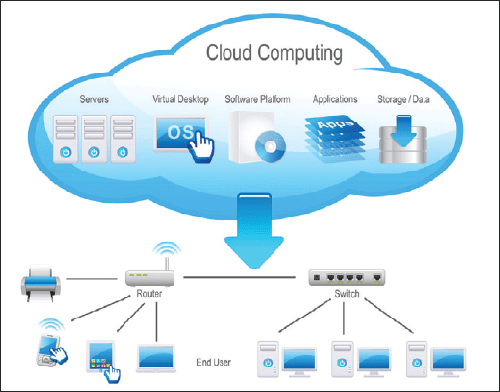 Cloud Computing
Servers
Virtual Desktop
Software Platform
Applications
Storage / Data
OS
Apps
Router
Switch
End User